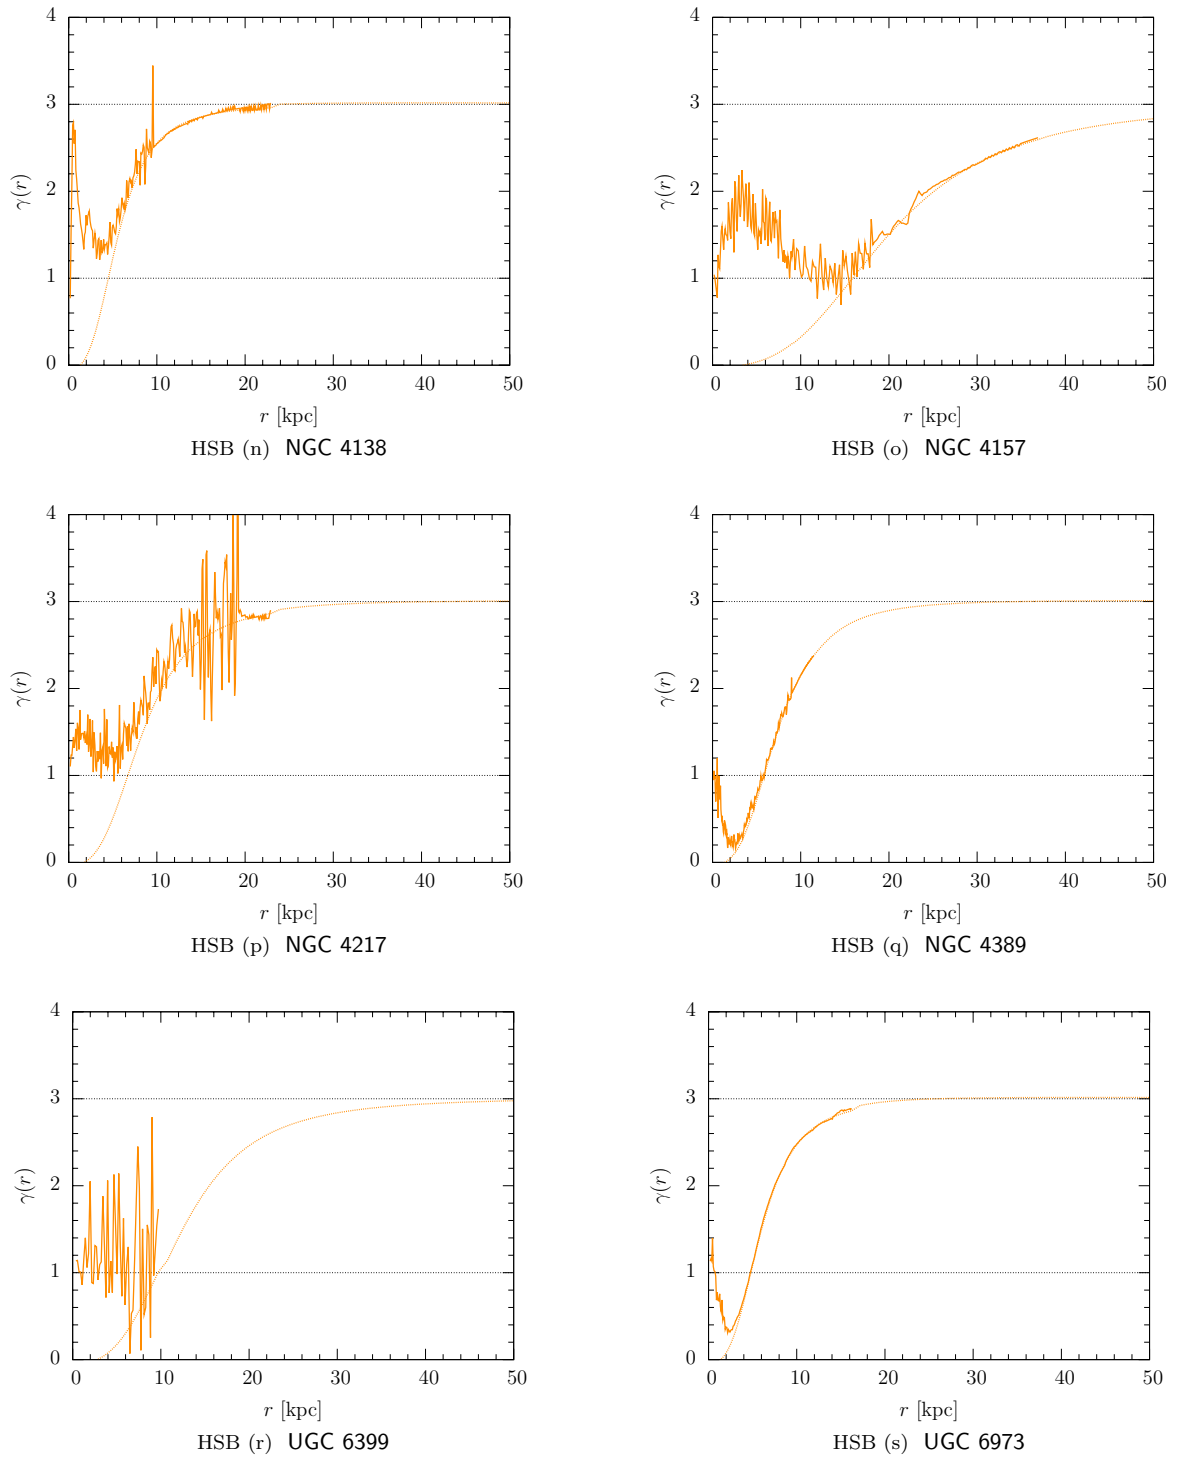 4
3
2
1
0
γ(r)
0 10 20 30 40 50
r [kpc]
HSB (n) NGC 4138
4
3
2
1
0
γ(r)
0 10 20 30 40 50
r [kpc]
HSB (o) NGC 4157
4
3
2
1
0
γ(r)
0 10 20 30 40 50
r [kpc]
HSB (p) NGC 4217
4
3
2
1
0
γ(r)
0 10 20 30 40 50
r [kpc]
HSB (q) NGC 4389
4
3
2
1
0
γ(r)
0 10 20 30 40 50
r [kpc]
HSB (r) UGC 6399
4
3
2
1
0
γ(r)
0 10 20 30 40 50
r [kpc]
HSB (s) UGC 6973